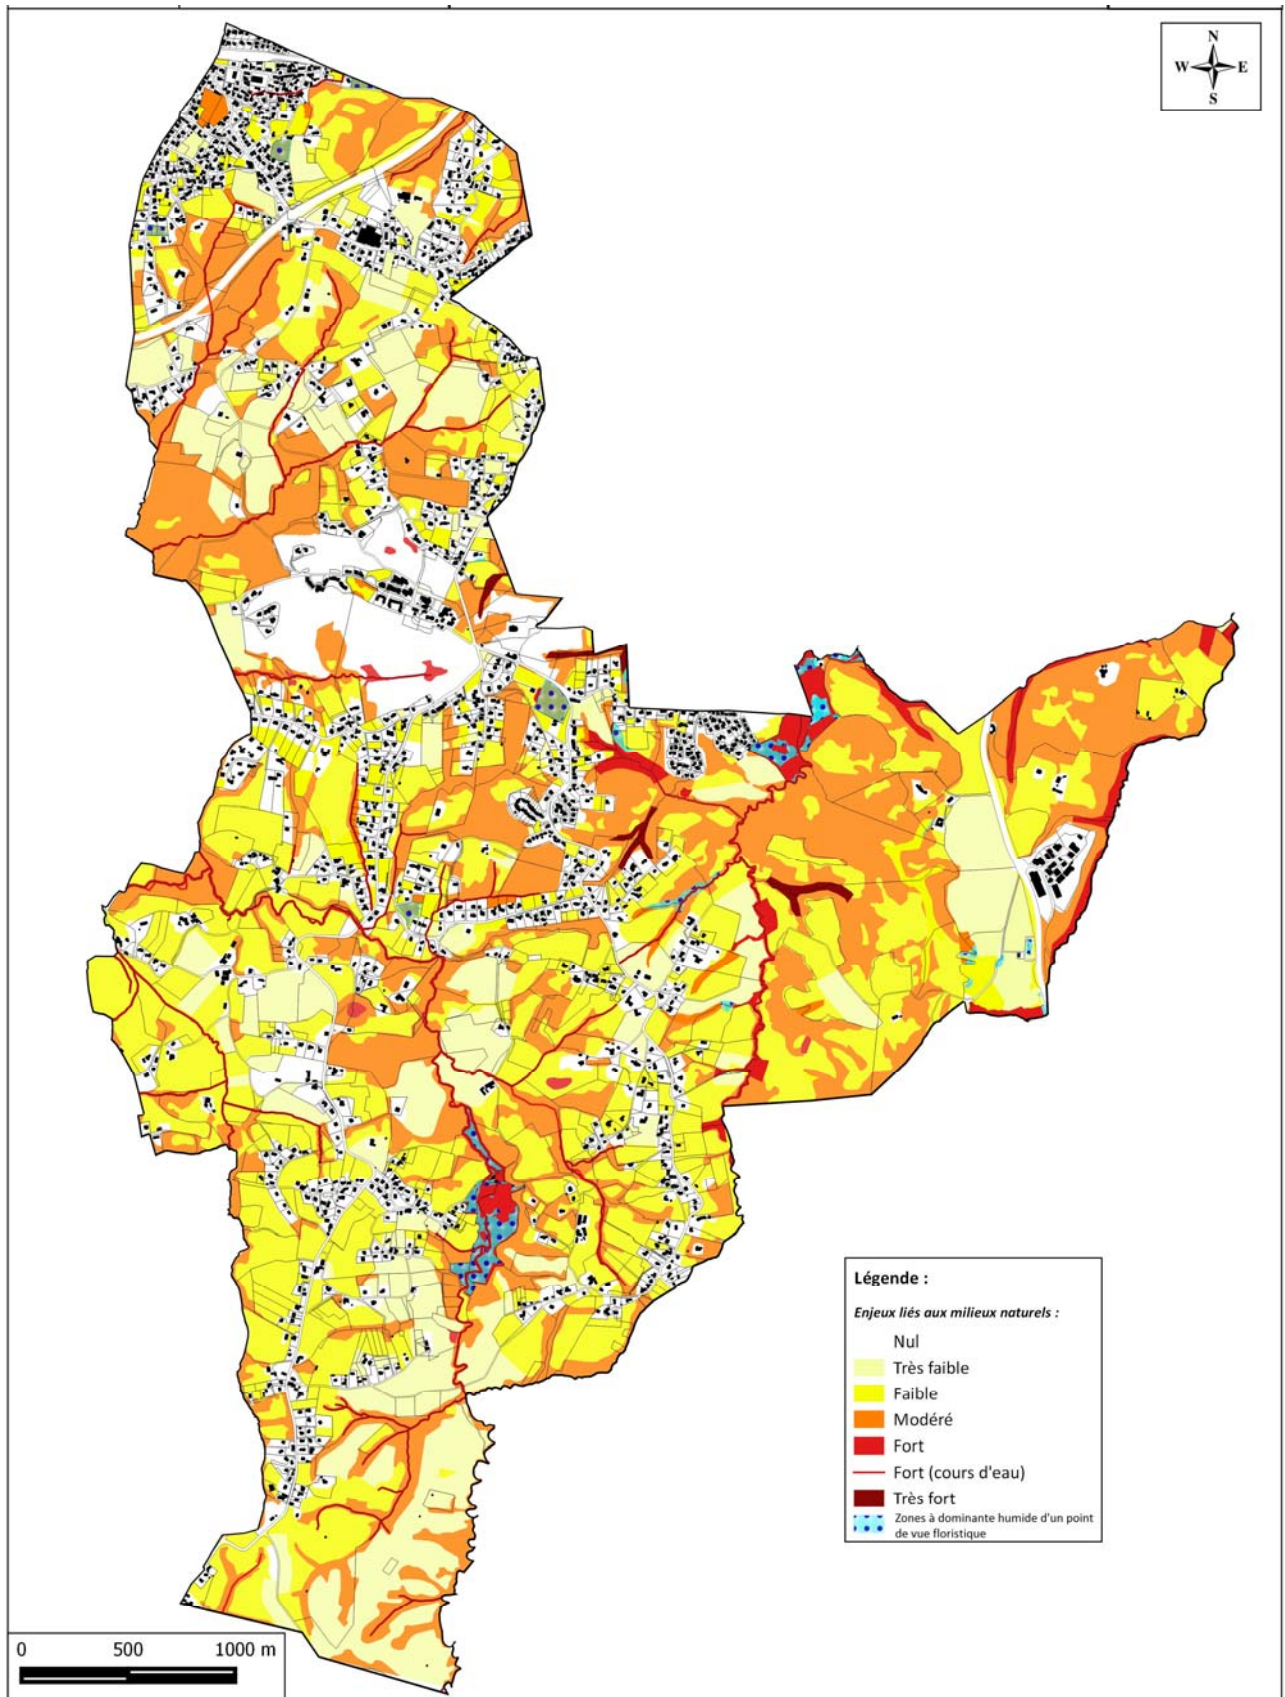 N
W E
S
Légende :
Enjeux liés aux milieux naturels :
Nul
Très faible
Faible
Modéré
Fort
Fort (cours d'eau)
Très fort
Zones à dominante humide d'un point
de vue floristique
0 500 1000 m